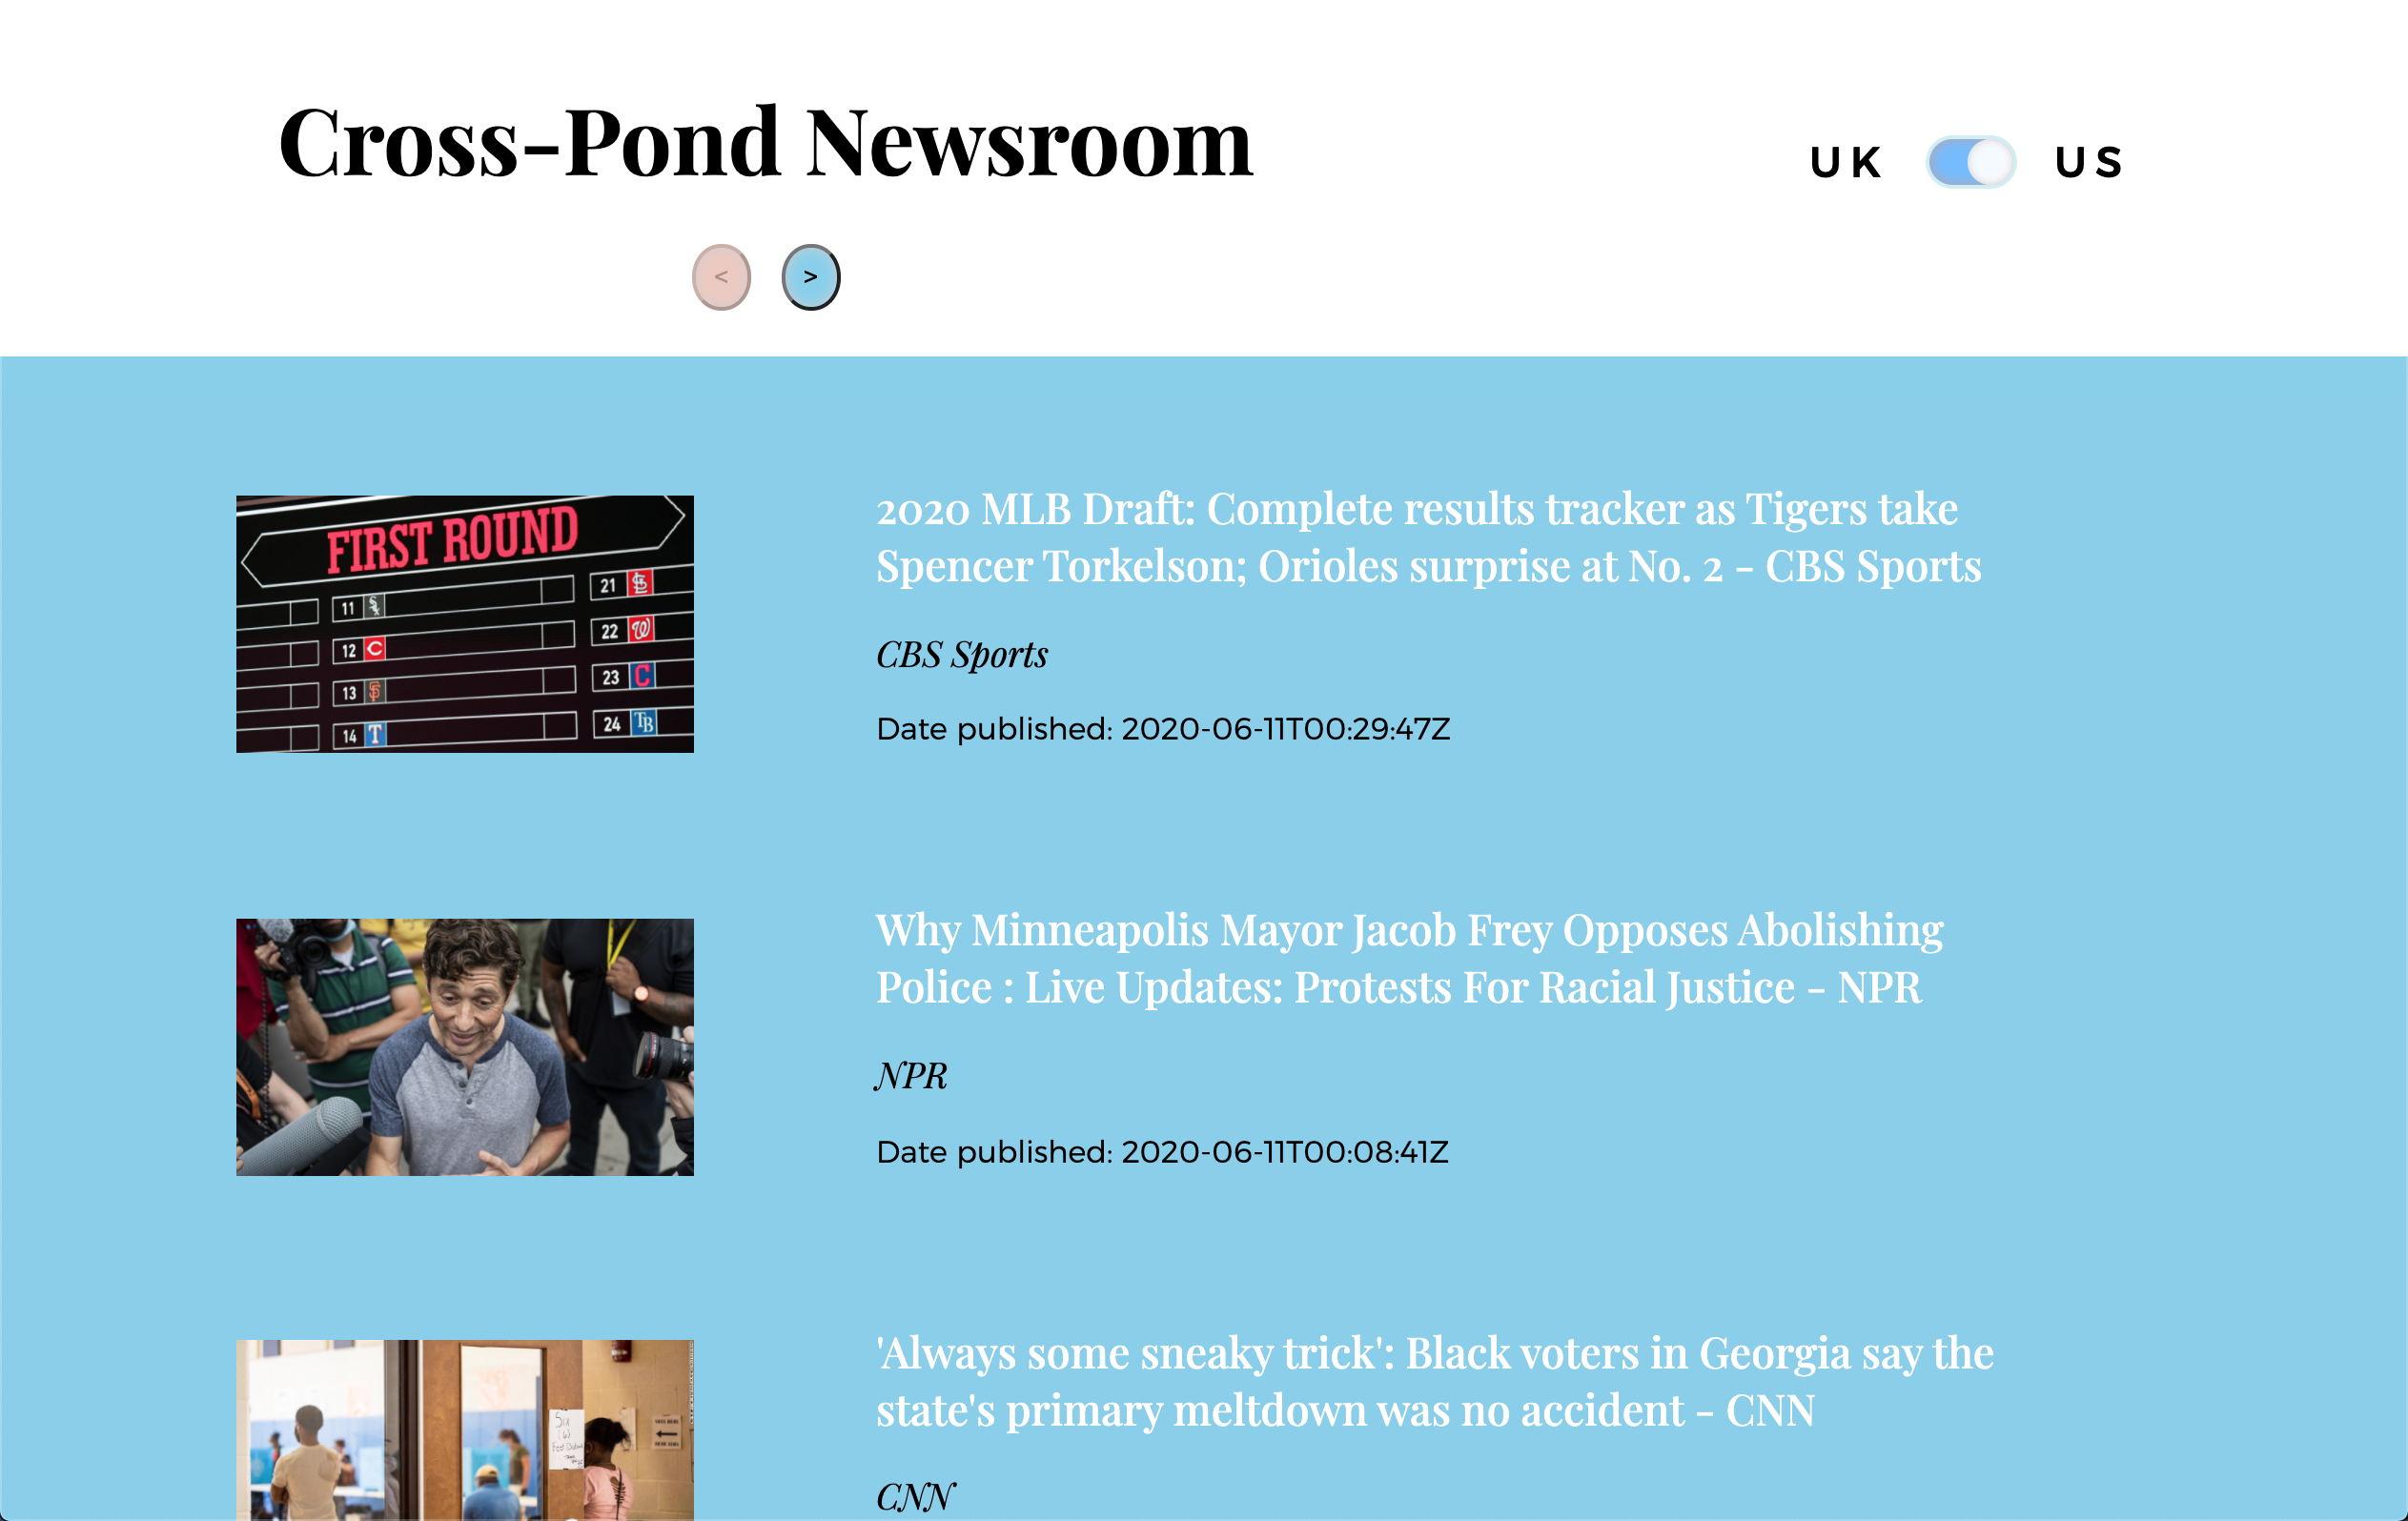 Cross-Pond Newsroom
UK US
< >
FIRST ROUND
11
12 C
13 SF
14 T
21 STL
22 W
23 C
24 TB
2020 MLB Draft: Complete results tracker as Tigers take
Spencer Torkelson; Orioles surprise at No. 2 - CBS Sports
CBS Sports
Date published: 2020-06-11T00:29:47Z
Why Minneapolis Mayor Jacob Frey Opposes Abolishing
Police : Live Updates: Protests For Racial Justice - NPR
NPR
Date published: 2020-06-11T00:08:41Z
'Always some sneaky trick': Black voters in Georgia say the
state's primary meltdown was no accident - CNN
CNN